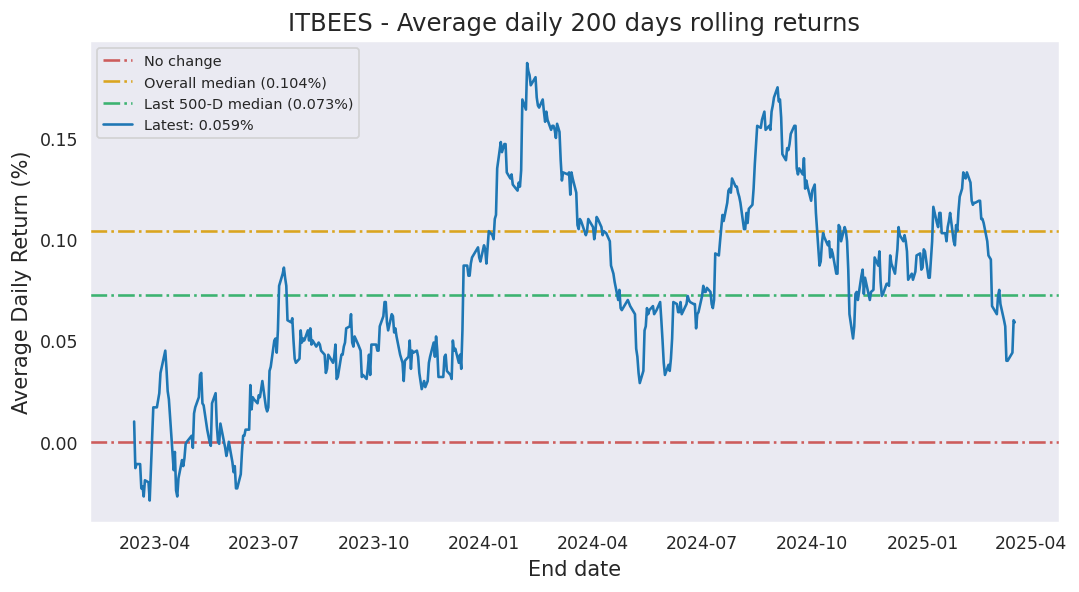 ITBEES - Average daily 200 days rolling returns
No change
Overall median (0.104%)
Last 500-D median (0.073%)
Latest: 0.059%
Average Daily Return (%)
0.15
0.10
0.05
0.00
2023-04 2023-07 2023-10 2024-01 2024-04 2024-07 2024-10 2025-01 2025-04
End date